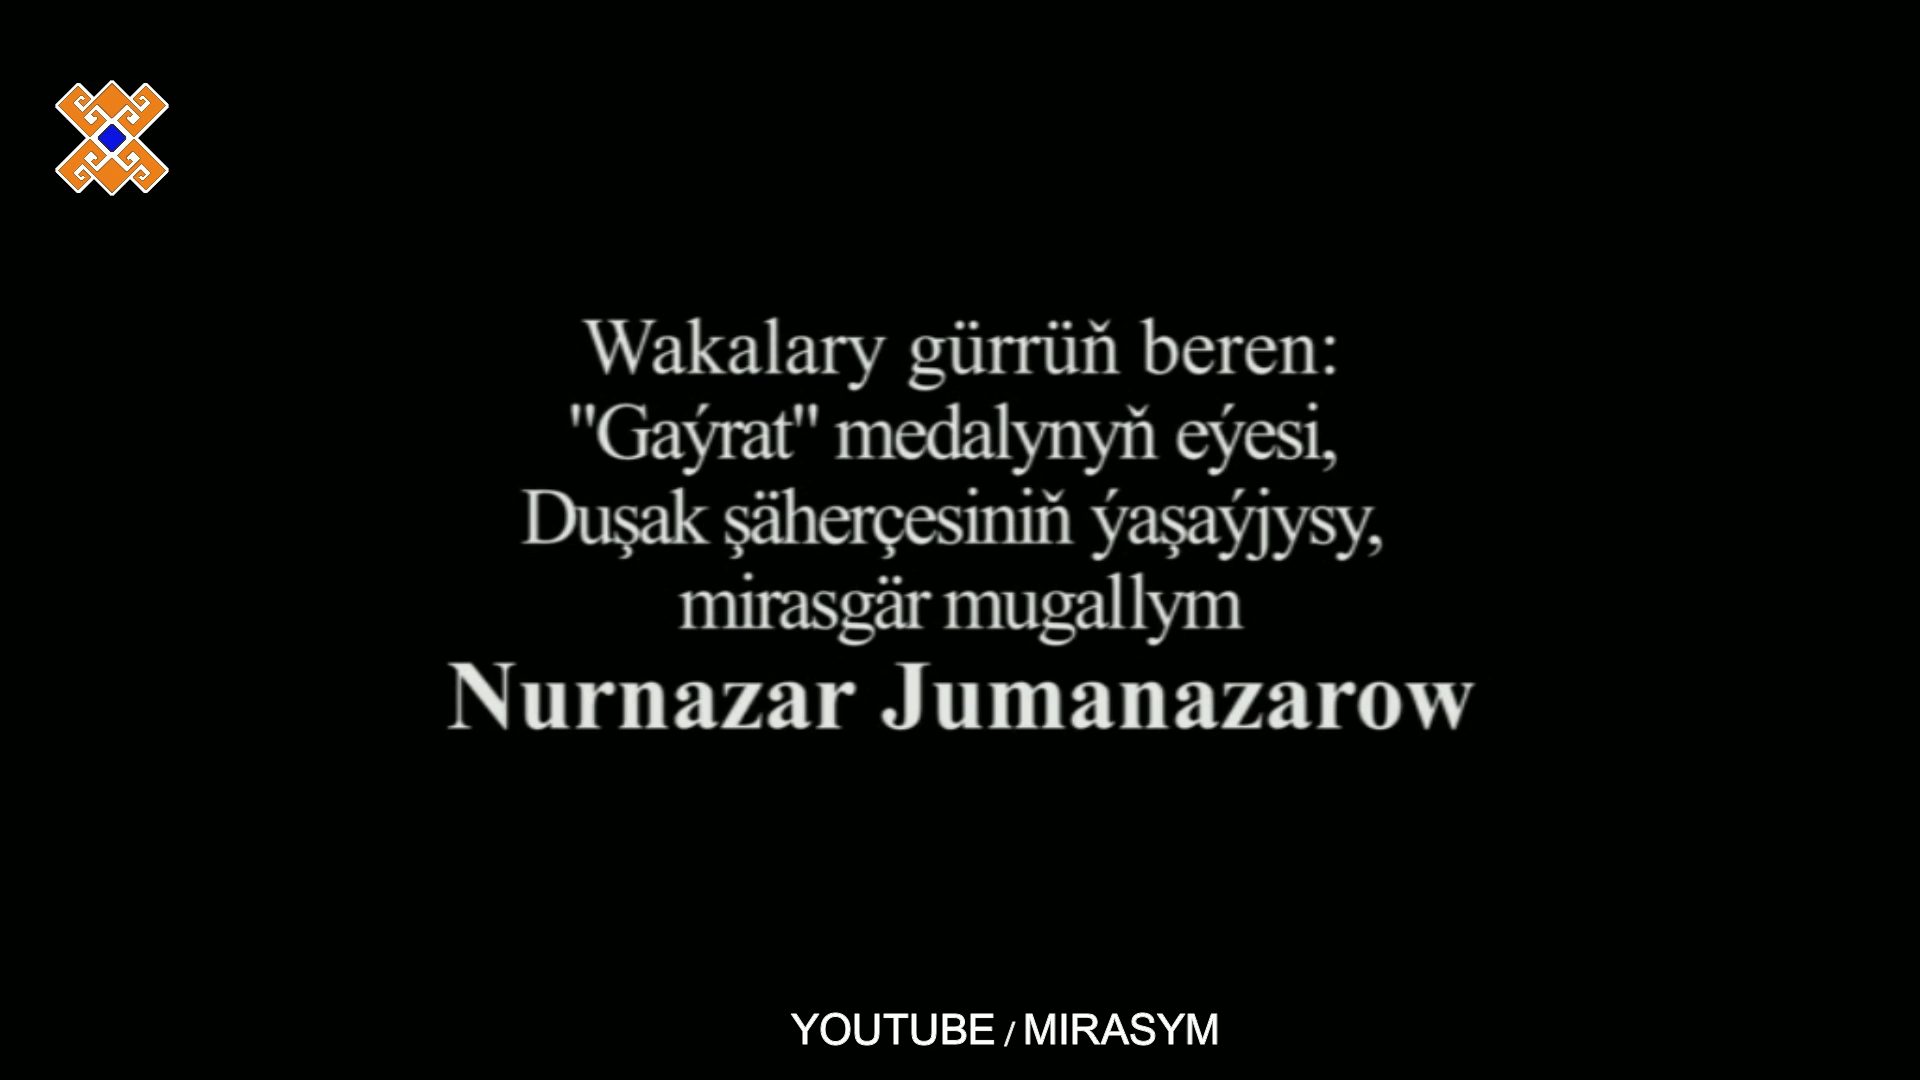 Wakalary gürrüň beren:
"Gaýrat" medalynyň eýesi,
Duşak şäherçesiniň ýaşaýjysy,
mirasgär mugallym
Nurnazar Jumanazarow
YOUTUBE / MIRASYM